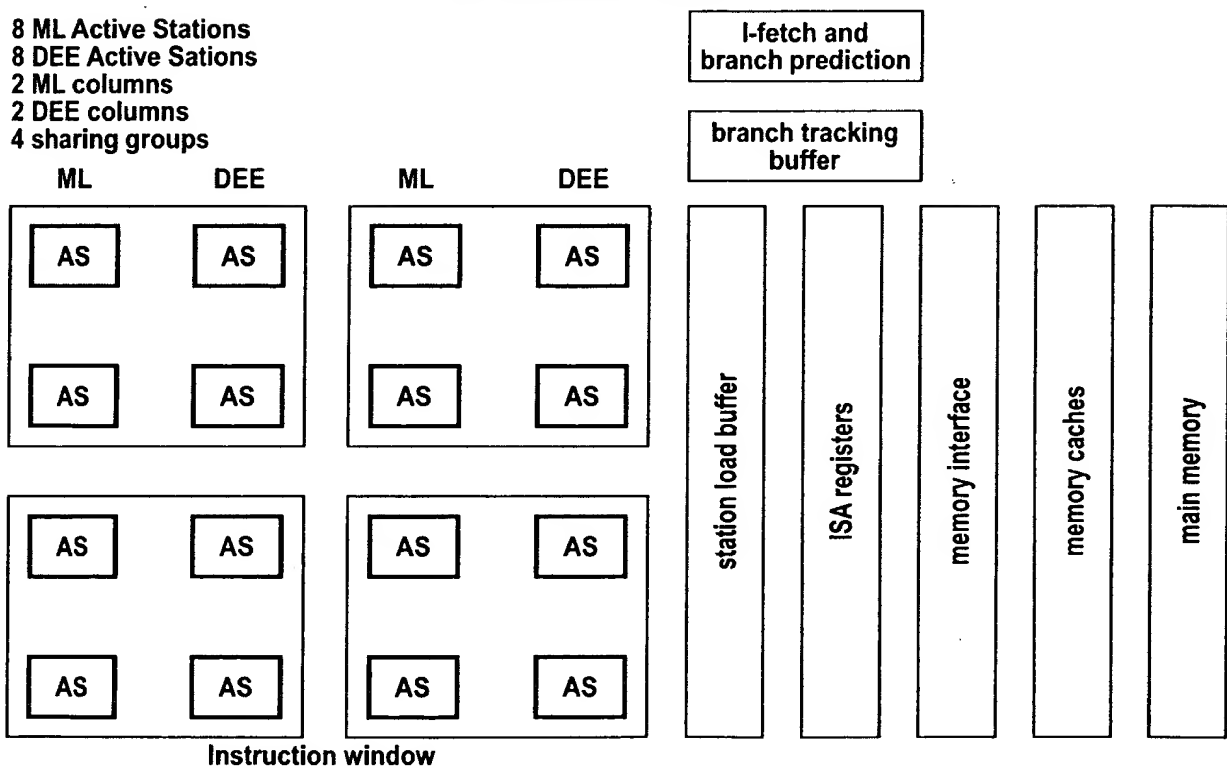 8 ML Active Stations
8 DEE Active Sations
2 ML columns
2 DEE columns
4 sharing groups
I-fetch and
branch prediction
branch tracking
buffer
ML DEE ML DEE
AS AS AS AS
AS AS AS AS
AS AS AS AS
AS AS AS AS
Instruction window
station load buffer
ISA registers
memory interface
memory caches
main memory